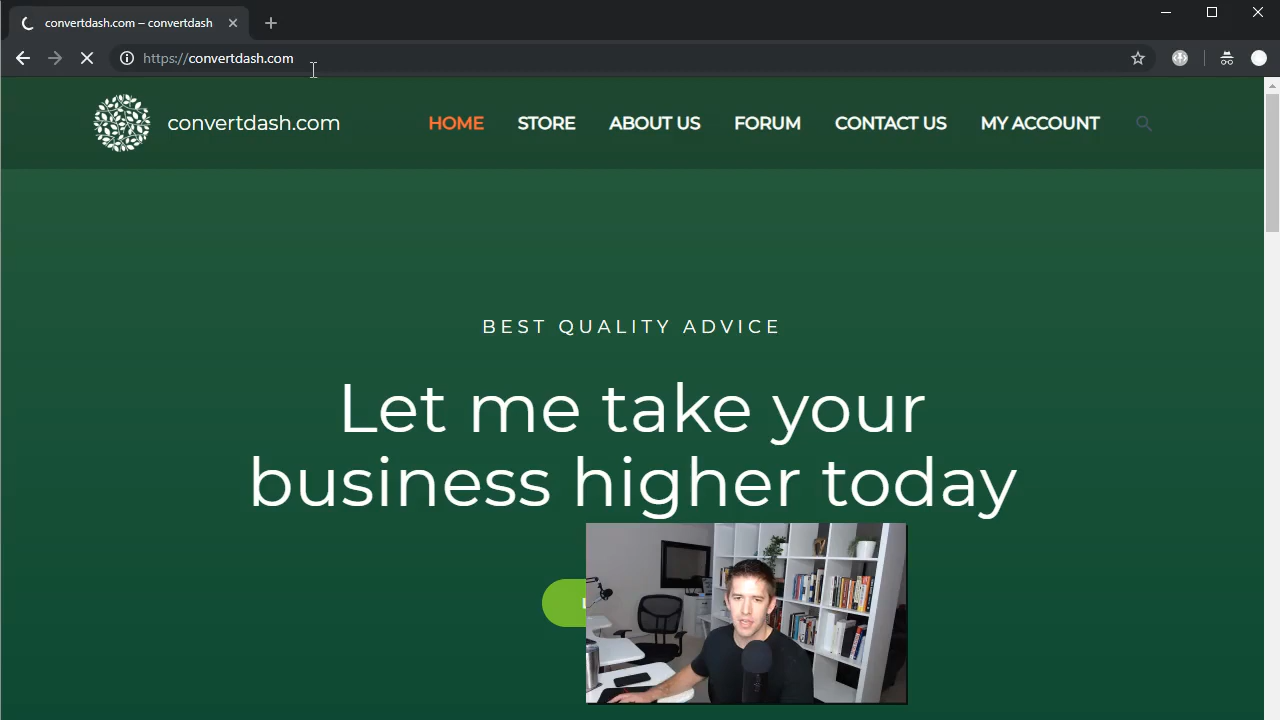 convertdash.com – convertdash
https://convertdash.com
convertdash.com
HOME STORE ABOUT US FORUM CONTACT US MY ACCOUNT
BEST QUALITY ADVICE
Let me take your
business higher today